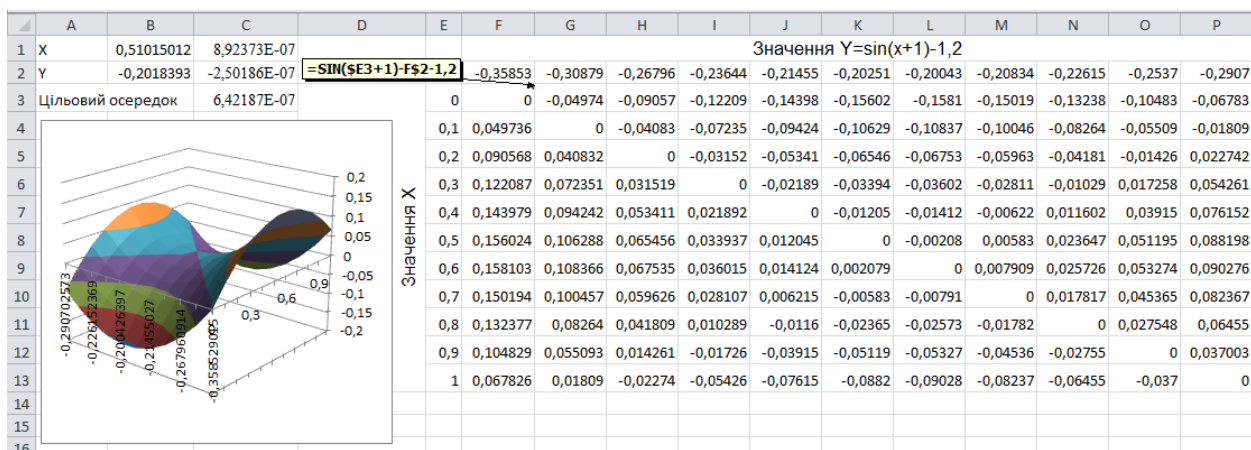 A B C D E F G H I J K L M N O P
1 X 0,51015012 8,92373E-07 Значення Y=sin(x+1)-1,2
2 Y -0,2018393 -2,50186E-07 =SIN($E3+1)-F$2-1,2 -0,35853 -0,30879 -0,26796 -0,23644 -0,21455 -0,20251 -0,20043 -0,20834 -0,22615 -0,2537 -0,2907
3 Цільовий осередок 6,42187E-07 0 0 -0,04974 -0,09057 -0,12209 -0,14398 -0,15602 -0,1581 -0,15019 -0,13238 -0,10483 -0,06783
4 0,1 0,049736 0 -0,04083 -0,07235 -0,09424 -0,10629 -0,10837 -0,10046 -0,08264 -0,05509 -0,01809
5 0,2 0,090568 0,040832 0 -0,03152 -0,05341 -0,06546 -0,06753 -0,05963 -0,04181 -0,01426 0,022742
6 0,3 0,122087 0,072351 0,031519 0 -0,02189 -0,03394 -0,03602 -0,02811 -0,01029 0,017258 0,054261
7 0,4 0,143979 0,094242 0,053411 0,021892 0 -0,01205 -0,01412 -0,00622 0,011602 0,03915 0,076152
8 0,5 0,156024 0,106288 0,065456 0,033937 0,012045 0 -0,00208 0,00583 0,023647 0,051195 0,088198
9 0,6 0,158103 0,108366 0,067535 0,036015 0,014124 0,002079 0 0,007909 0,025726 0,053274 0,090276
10 0,7 0,150194 0,100457 0,059626 0,028107 0,006215 -0,00583 -0,00791 0 0,017817 0,045365 0,082367
11 0,8 0,132377 0,08264 0,041809 0,010289 -0,0116 -0,02365 -0,02573 -0,01782 0 0,027548 0,06455
12 0,9 0,104829 0,055093 0,014261 -0,01726 -0,03915 -0,05119 -0,05327 -0,04536 -0,02755 0 0,037003
13 1 0,067826 0,01809 -0,02274 -0,05426 -0,07615 -0,0882 -0,09028 -0,08237 -0,06455 -0,037 0
14
15
16
Значення X
0,2
0,15
0,1
0,05
0
-0,05
-0,1
-0,15
-0,2
0,9
0,6
0,3
-0,290702573
-0,226152369
-0,200426397
-0,21455027
-0,267960914